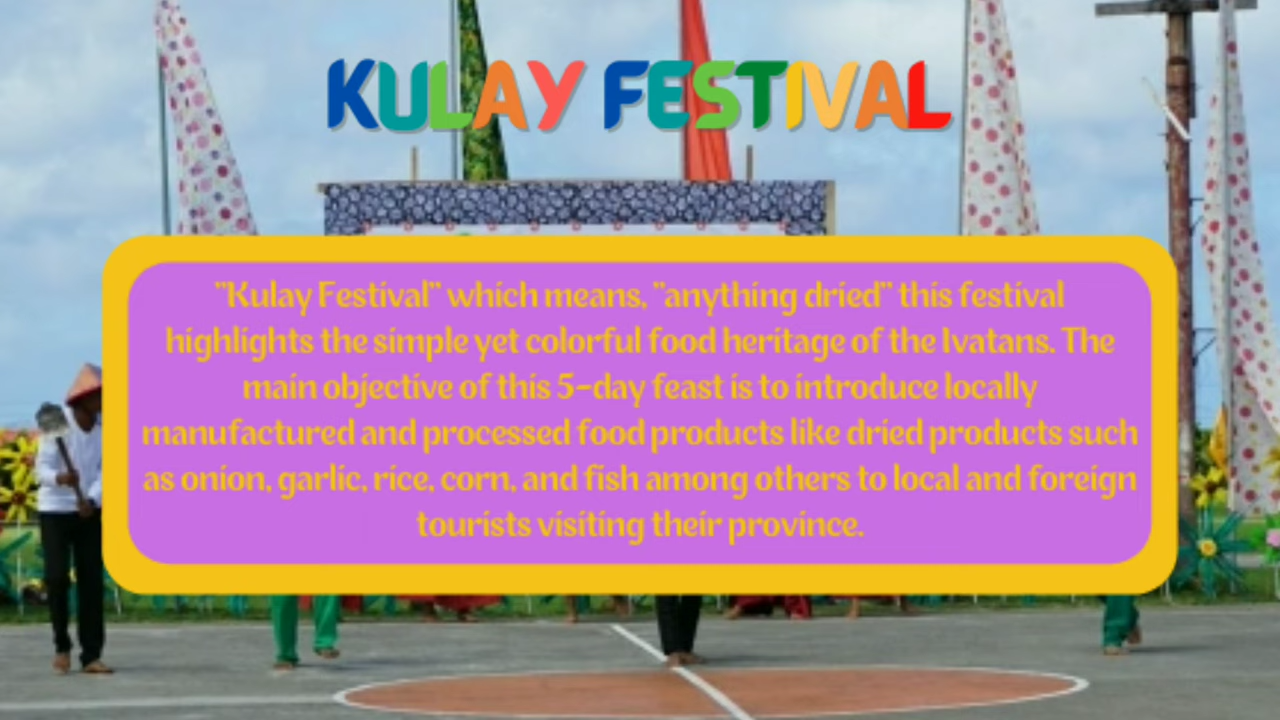 KULAY FESTIVAL
"Kulay Festival" which means, "anything dried" this festival
highlights the simple yet colorful food heritage of the Ivatans. The
main objective of this 5-day feast is to introduce locally
manufactured and processed food products like dried products such
as onion, garlic, rice, corn, and fish among others to local and foreign
tourists visiting their province.